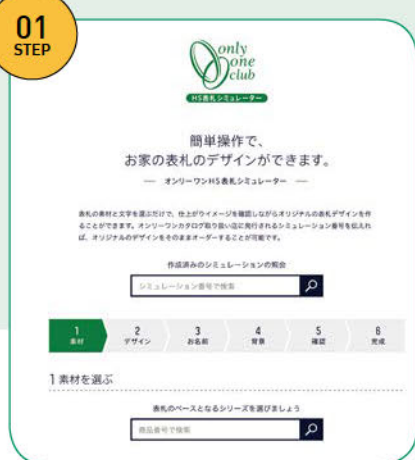 01
STEP
only
one
club
HS表札シミュレーター
簡単操作で、
お家の表札のデザインができます。
― オンリーワンHS表札シミュレーター ―
表札の素材と文字を選ぶだけで、仕上がりイメージを確認しながらオリジナルの表札デザインを作
ることができます。オンリーワンカタログ取り扱い店に発行されるシミュレーション番号を伝えれ
ば、オリジナルのデザインをそのままオーダーすることが可能です。
作成済みのシミュレーションの照会
シミュレーション番号で検索
1 2 3 4 5 6
素材 デザイン お名前 背景 確認 完成
1 素材を選ぶ
表札のベースとなるシリーズを選びましょう
商品番号で検索